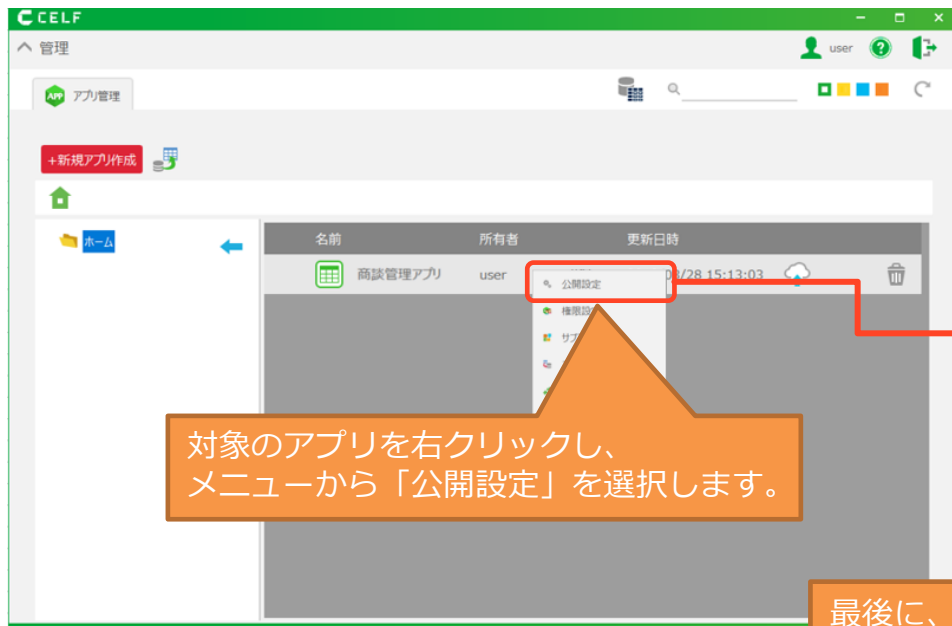 CELF
管理
user
アプリ管理
+新規アプリ作成
ホーム
名前 所有者 更新日時
商談管理アプリ user /28 15:13:03
公開設定
権限設
サブ
対象のアプリを右クリックし、
メニューから「公開設定」を選択します。
最後に、